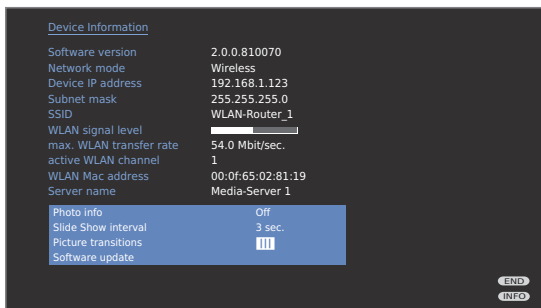 Device Information
Software version 2.0.0.810070
Network mode Wireless
Device IP address 192.168.1.123
Subnet mask 255.255.255.0
SSID WLAN-Router_1
WLAN signal level
max. WLAN transfer rate 54.0 Mbit/sec.
active WLAN channel 1
WLAN Mac address 00:0f:65:02:81:19
Server name Media-Server 1
Photo info Off
Slide Show interval 3 sec.
Picture transitions
Software update
END
INFO